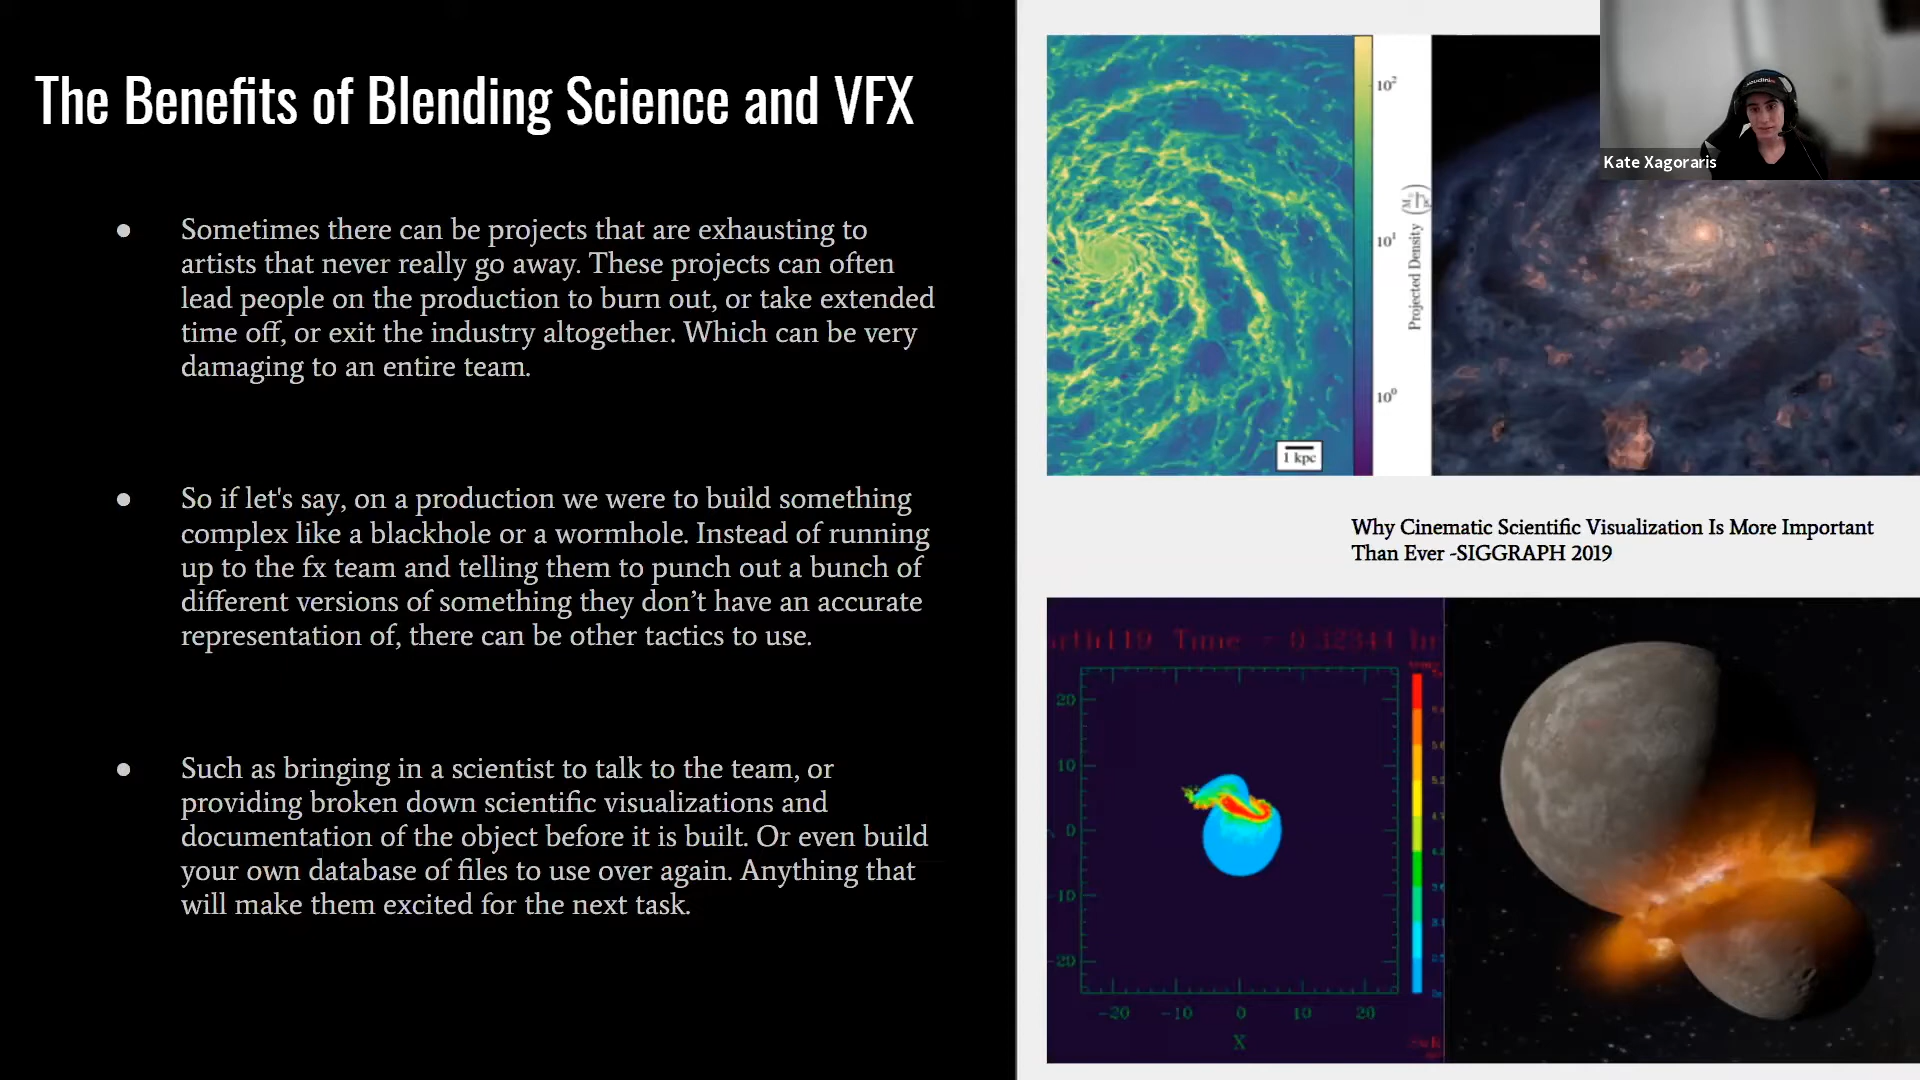 The Benefits of Blending Science and VFX
● Sometimes there can be projects that are exhausting to
artists that never really go away. These projects can often
lead people on the production to burn out, or take extended
time off, or exit the industry altogether. Which can be very
damaging to an entire team.
● So if let's say, on a production we were to build something
complex like a blackhole or a wormhole. Instead of running
up to the fx team and telling them to punch out a bunch of
different versions of something they don’t have an accurate
representation of, there can be other tactics to use.
● Such as bringing in a scientist to talk to the team, or
providing broken down scientific visualizations and
documentation of the object before it is built. Or even build
your own database of files to use over again. Anything that
will make them excited for the next task.
10²
10¹
10⁰
Projected Density
1 kpc
Kate Xagoraris
Why Cinematic Scientific Visualization Is More Important
Than Ever -SIGGRAPH 2019
Time = 0.32344 hr
20
10
0
-10
-20
-20 -10 0 10 20
X